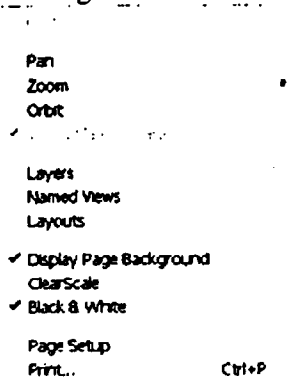 Pan
Zoom
Orbit
✓
Layers
Named Views
Layouts
✓ Display Page Background
ClearScale
✓ Black & White
Page Setup
Print... Ctrl+P